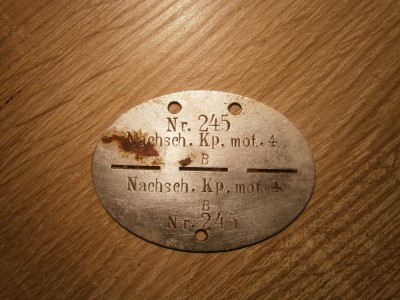 Nr. 245
Nachsch. Kp. mot. 4
B
Nachsch. Kp. mot. 4
B
Nr. 245